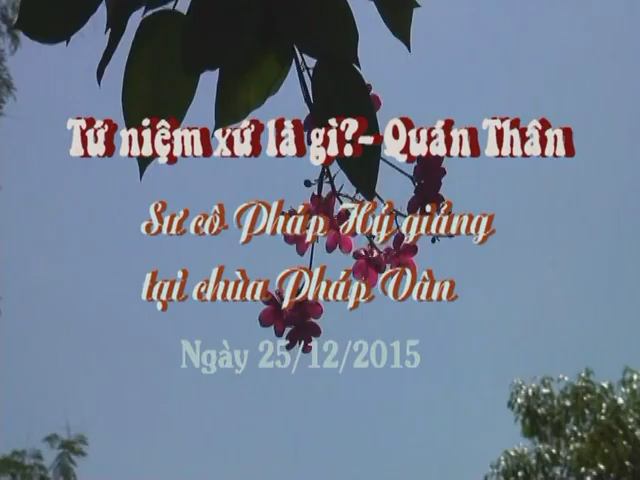 Tứ niệm xứ là gì?- Quán Thân
Sư cô Pháp Hỷ giảng
tại chùa Pháp Vân
Ngày 25/12/2015